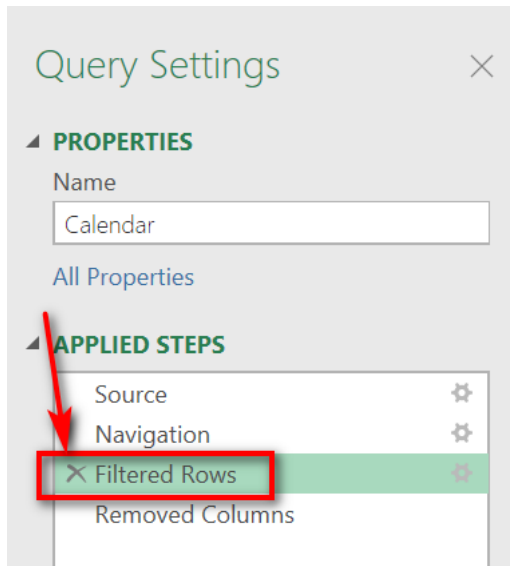 Query Settings
PROPERTIES
Name
Calendar
All Properties
APPLIED STEPS
Source
Navigation
Filtered Rows
Removed Columns